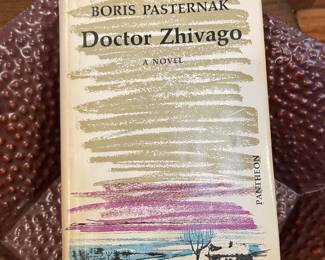 BORIS PASTERNAK
Doctor Zhivago
A NOVEL
PANTHEON